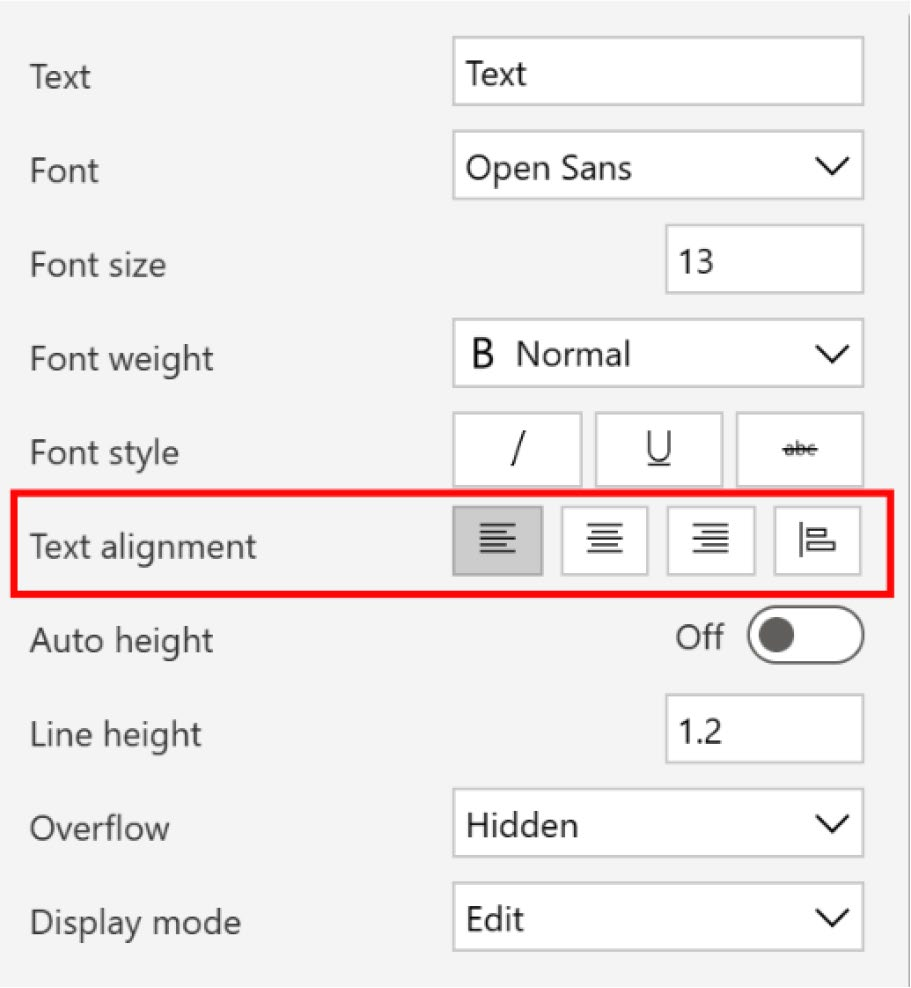 Text Text
Font Open Sans
Font size 13
Font weight B Normal
Font style / U abc
Text alignment
Auto height Off
Line height 1.2
Overflow Hidden
Display mode Edit